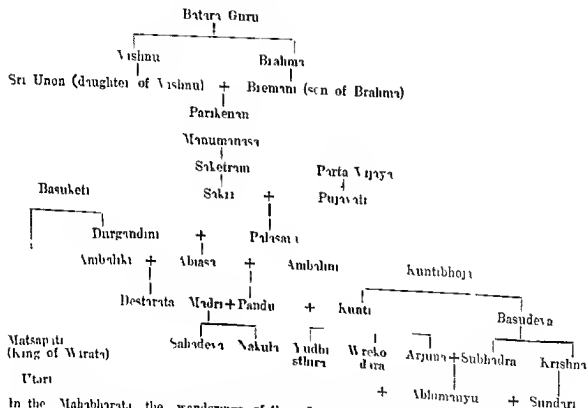 Batara Guru
Vishnu Brahma
Sri Unon (daughter of Vishnu) + Bremani (son of Brahma)
Parikenan
Manumanasa
Saketram Parta Vijaya
Basuketi Sakri + Pujavati
Durgandini + Palasara
Ambaliki + Abiasa + Ambalini Kuntibhoja
Destarata Madri + Pandu + Kunti Basudeva
Matsapati Sahadeva Nakula Yudhi Wreko Arjuna + Subhadra Krishna
(King of Wirata) sthira dara
Utari + Abhimanyu + Sundari
In the Mahabharata the wanderings of the